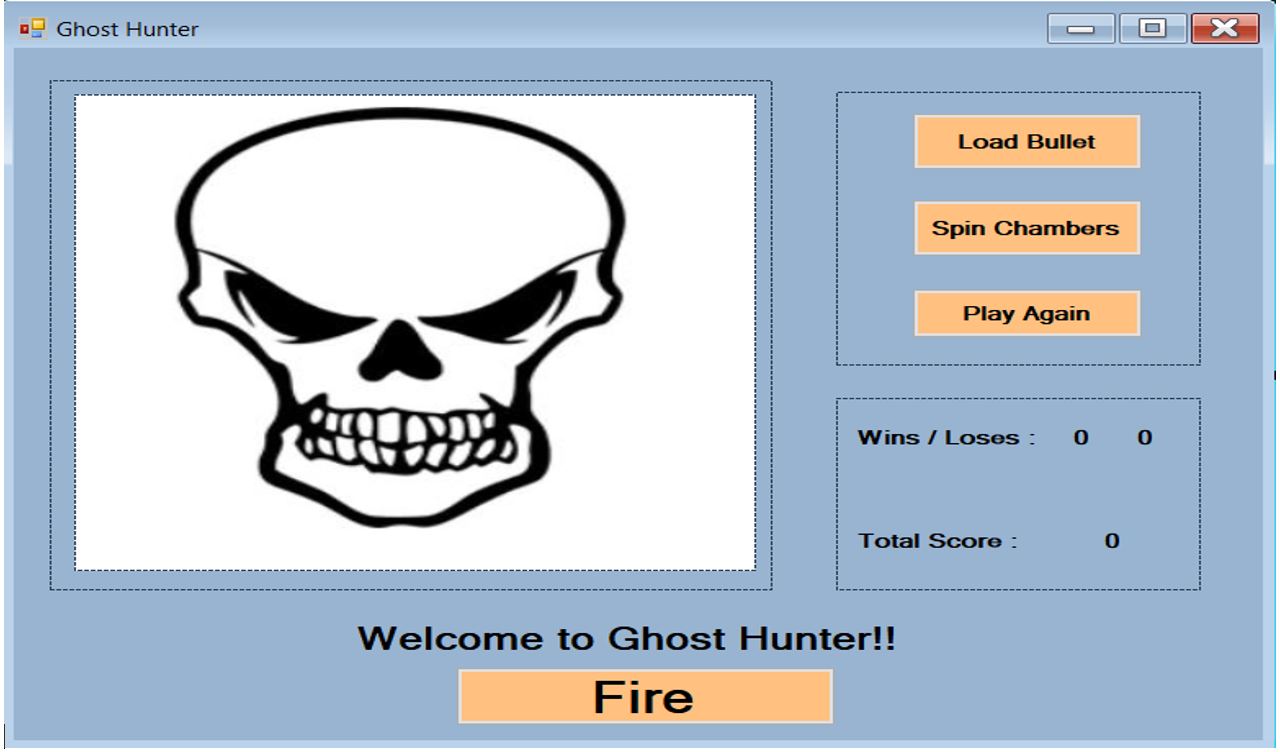 Ghost Hunter
Load Bullet
Spin Chambers
Play Again
Wins / Loses : 0 0
Total Score : 0
Welcome to Ghost Hunter!!
Fire